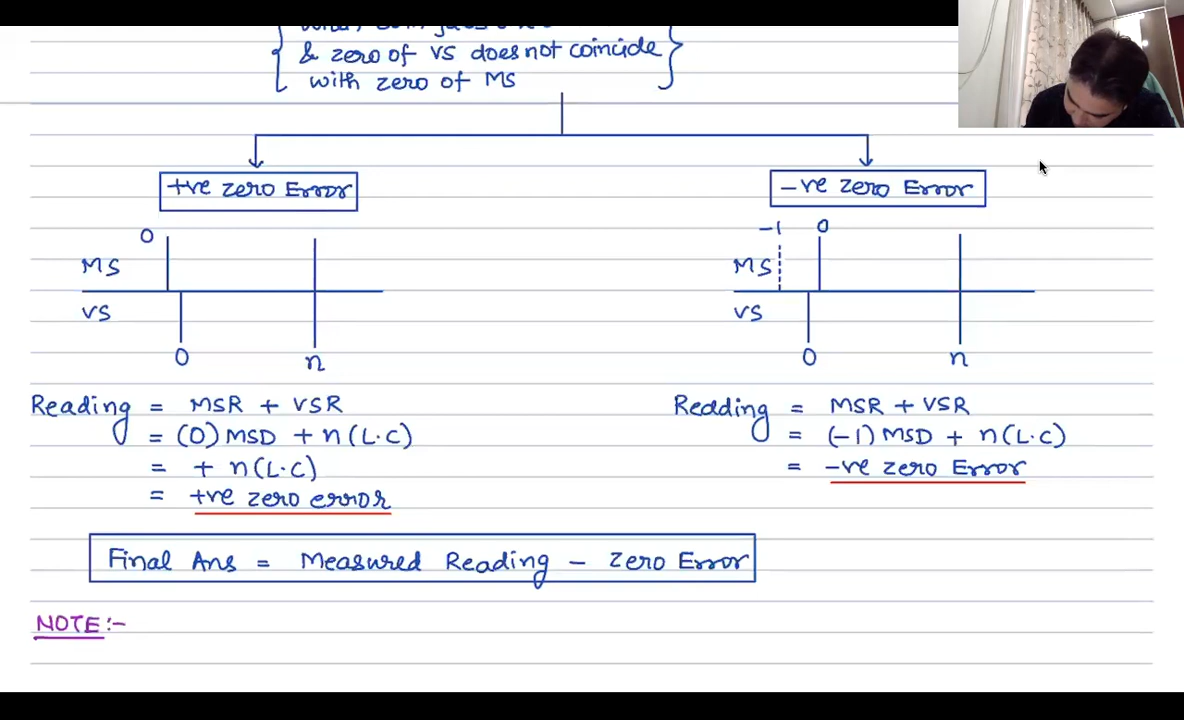 & zero of VS does not coincide
with zero of MS
+ve zero Error
-ve zero Error
0
MS
VS
0 n
-1 0
MS
VS
0 n
Reading = MSR + VSR
= (0) MSD + n(L.C)
= + n(L.C)
= +ve zero error
Reading = MSR + VSR
= (-1) MSD + n(L.C)
= -ve zero Error
Final Ans = Measured Reading - Zero Error
NOTE:-